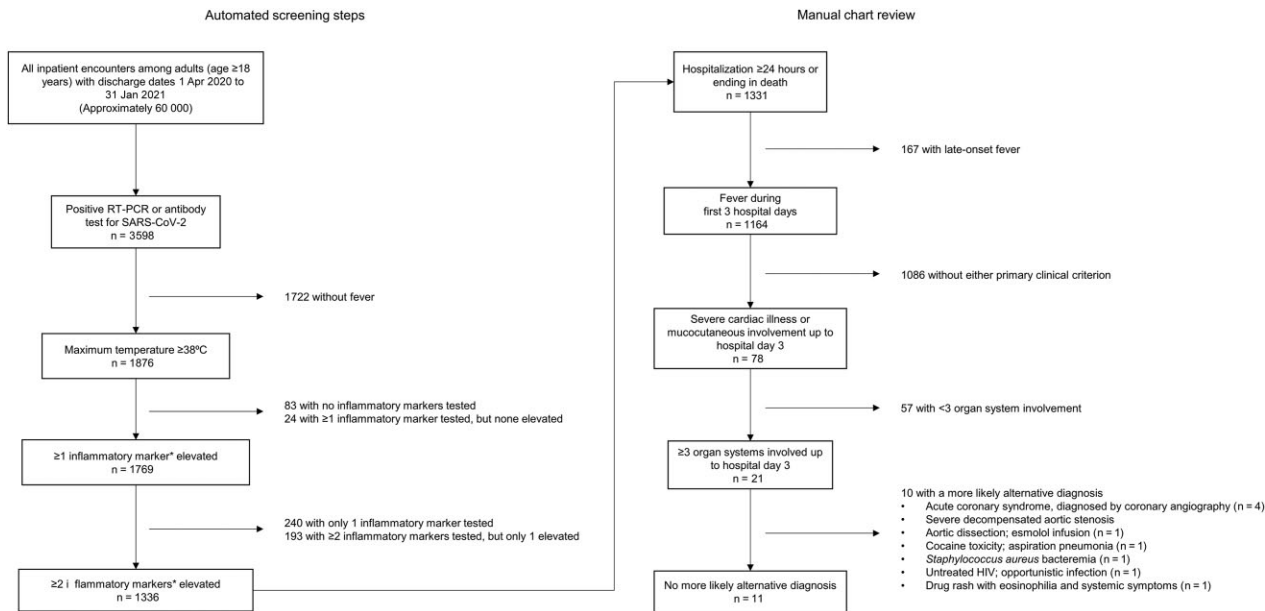 Automated screening steps
All inpatient encounters among adults (age ≥18
years) with discharge dates 1 Apr 2020 to
31 Jan 2021
(Approximately 60 000)
Positive RT-PCR or antibody
test for SARS-CoV-2
n = 3598
1722 without fever
Maximum temperature ≥38ºC
n = 1876
83 with no inflammatory markers tested
24 with ≥1 inflammatory marker tested, but none elevated
≥1 inflammatory marker* elevated
n = 1769
240 with only 1 inflammatory marker tested
193 with ≥2 inflammatory markers tested, but only 1 elevated
≥2 i flammatory markers* elevated
n = 1336
Manual chart review
Hospitalization ≥24 hours or
ending in death
n = 1331
167 with late-onset fever
Fever during
first 3 hospital days
n = 1164
1086 without either primary clinical criterion
Severe cardiac illness or
mucocutaneous involvement up to
hospital day 3
n = 78
57 with <3 organ system involvement
≥3 organ systems involved up
to hospital day 3
n = 21
10 with a more likely alternative diagnosis
• Acute coronary syndrome, diagnosed by coronary angiography (n = 4)
• Severe decompensated aortic stenosis
• Aortic dissection; esmolol infusion (n = 1)
• Cocaine toxicity; aspiration pneumonia (n = 1)
• Staphylococcus aureus bacteremia (n = 1)
• Untreated HIV; opportunistic infection (n = 1)
• Drug rash with eosinophilia and systemic symptoms (n = 1)
No more likely alternative diagnosis
n = 11